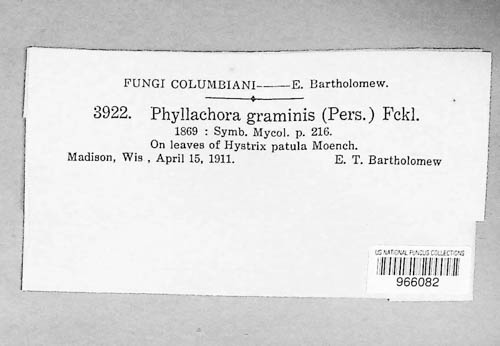 FUNGI COLUMBIANI——E. Bartholomew.
3922. Phyllachora graminis (Pers.) Fckl.
1869 : Symb. Mycol. p. 216.
On leaves of Hystrix patula Moench.
Madison, Wis , April 15, 1911. E. T. Bartholomew
US NATIONAL FUNGUS COLLECTIONS
966082